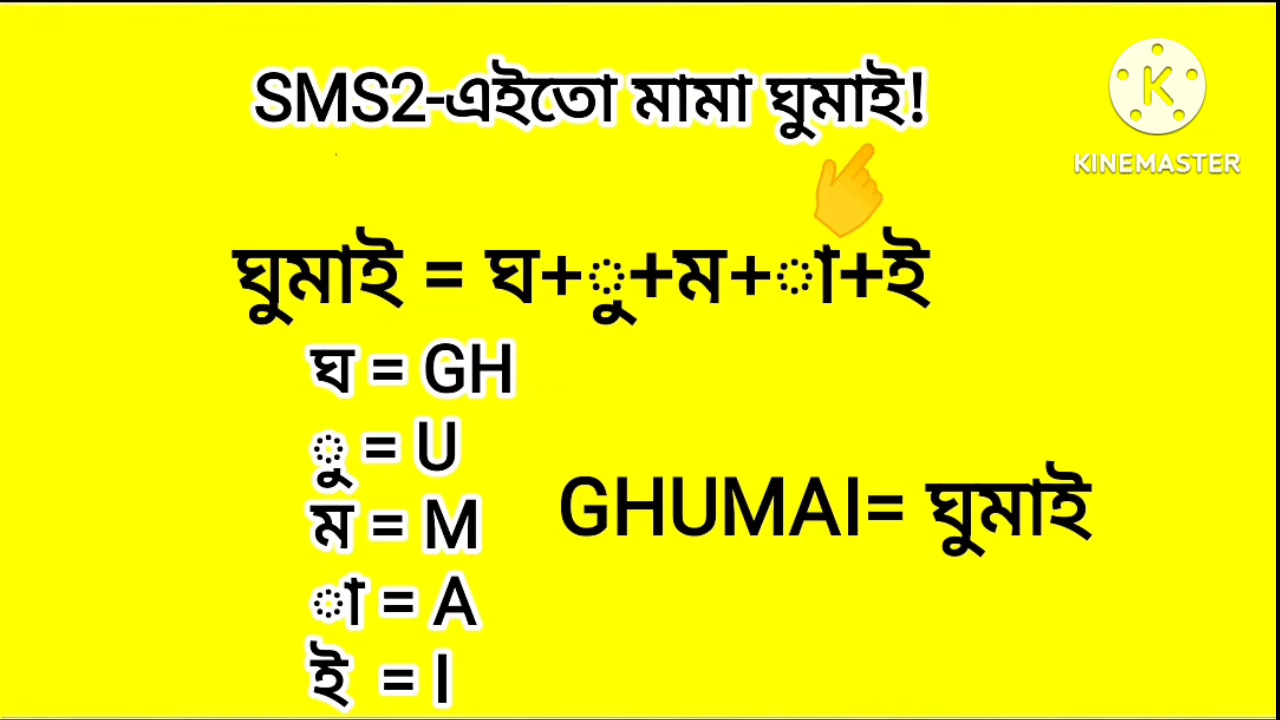 SMS2-এইতো মামা ঘুমাই!
K
KINEMASTER
ঘুমাই = ঘ+ু+ম+া+ই
ঘ = GH
ু = U
ম = M
GHUMAI= ঘুমাই
া = A
ই = I